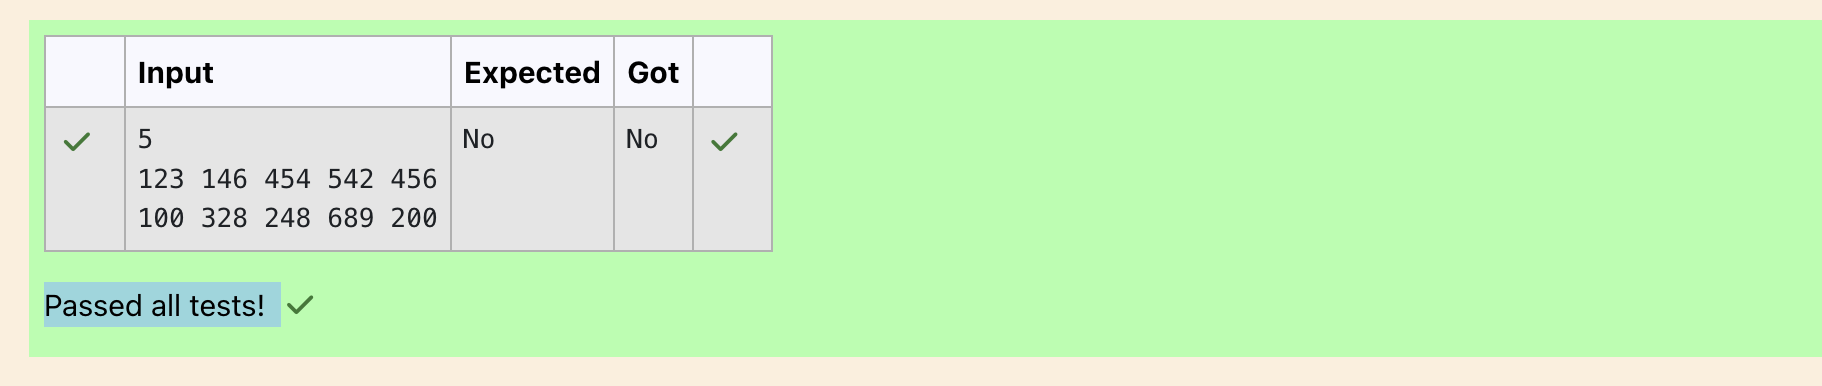 Input Expected Got
5 No No
123 146 454 542 456
100 328 248 689 200
Passed all tests!